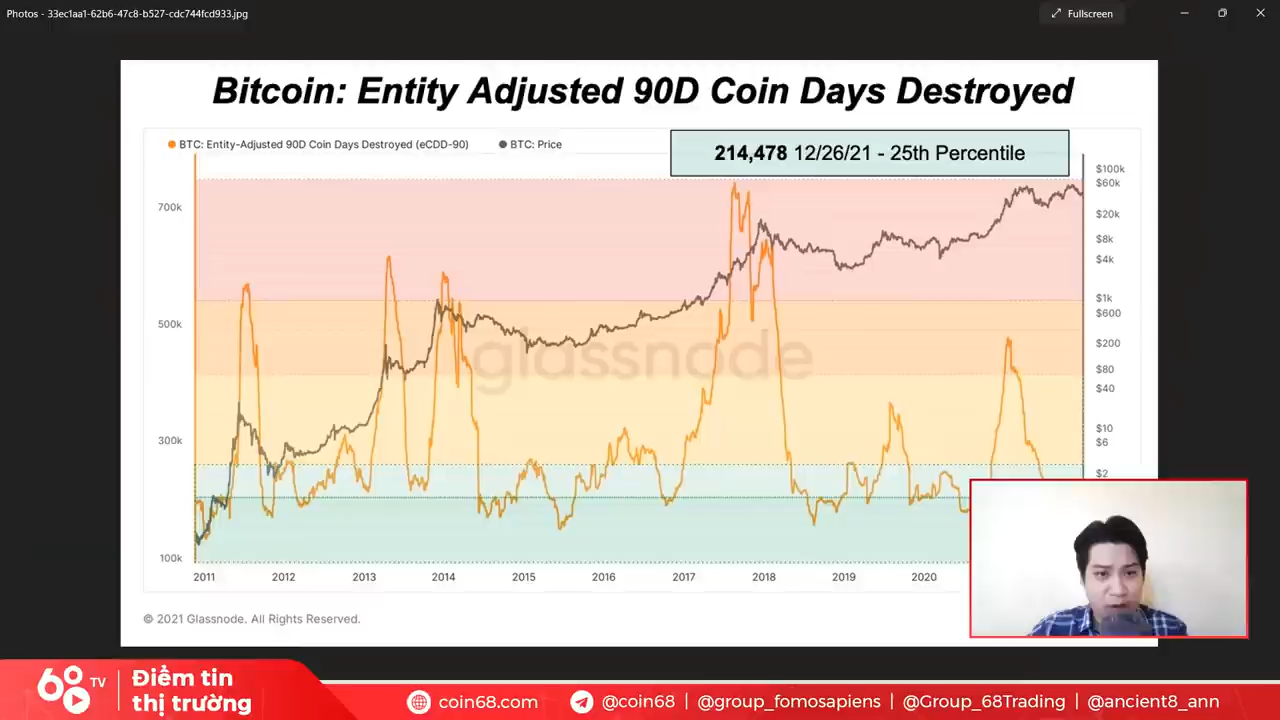 Photos - 33ec1aa1-62b6-47c8-b527-cdc744fcd933.jpg
Fullscreen
Bitcoin: Entity Adjusted 90D Coin Days Destroyed
BTC: Entity-Adjusted 90D Coin Days Destroyed (eCDD-90)
BTC: Price
214,478 12/26/21 - 25th Percentile
700k
500k
300k
100k
$100k
$60k
$20k
$8k
$4k
$1k
$600
$200
$80
$40
$10
$6
$2
glassnode
2011 2012 2013 2014 2015 2016 2017 2018 2019 2020
© 2021 Glassnode. All Rights Reserved.
68 TV
Điểm tin
thị trường
coin68.com
@coin68 | @group_fomosapiens | @Group_68Trading | @ancient8_ann